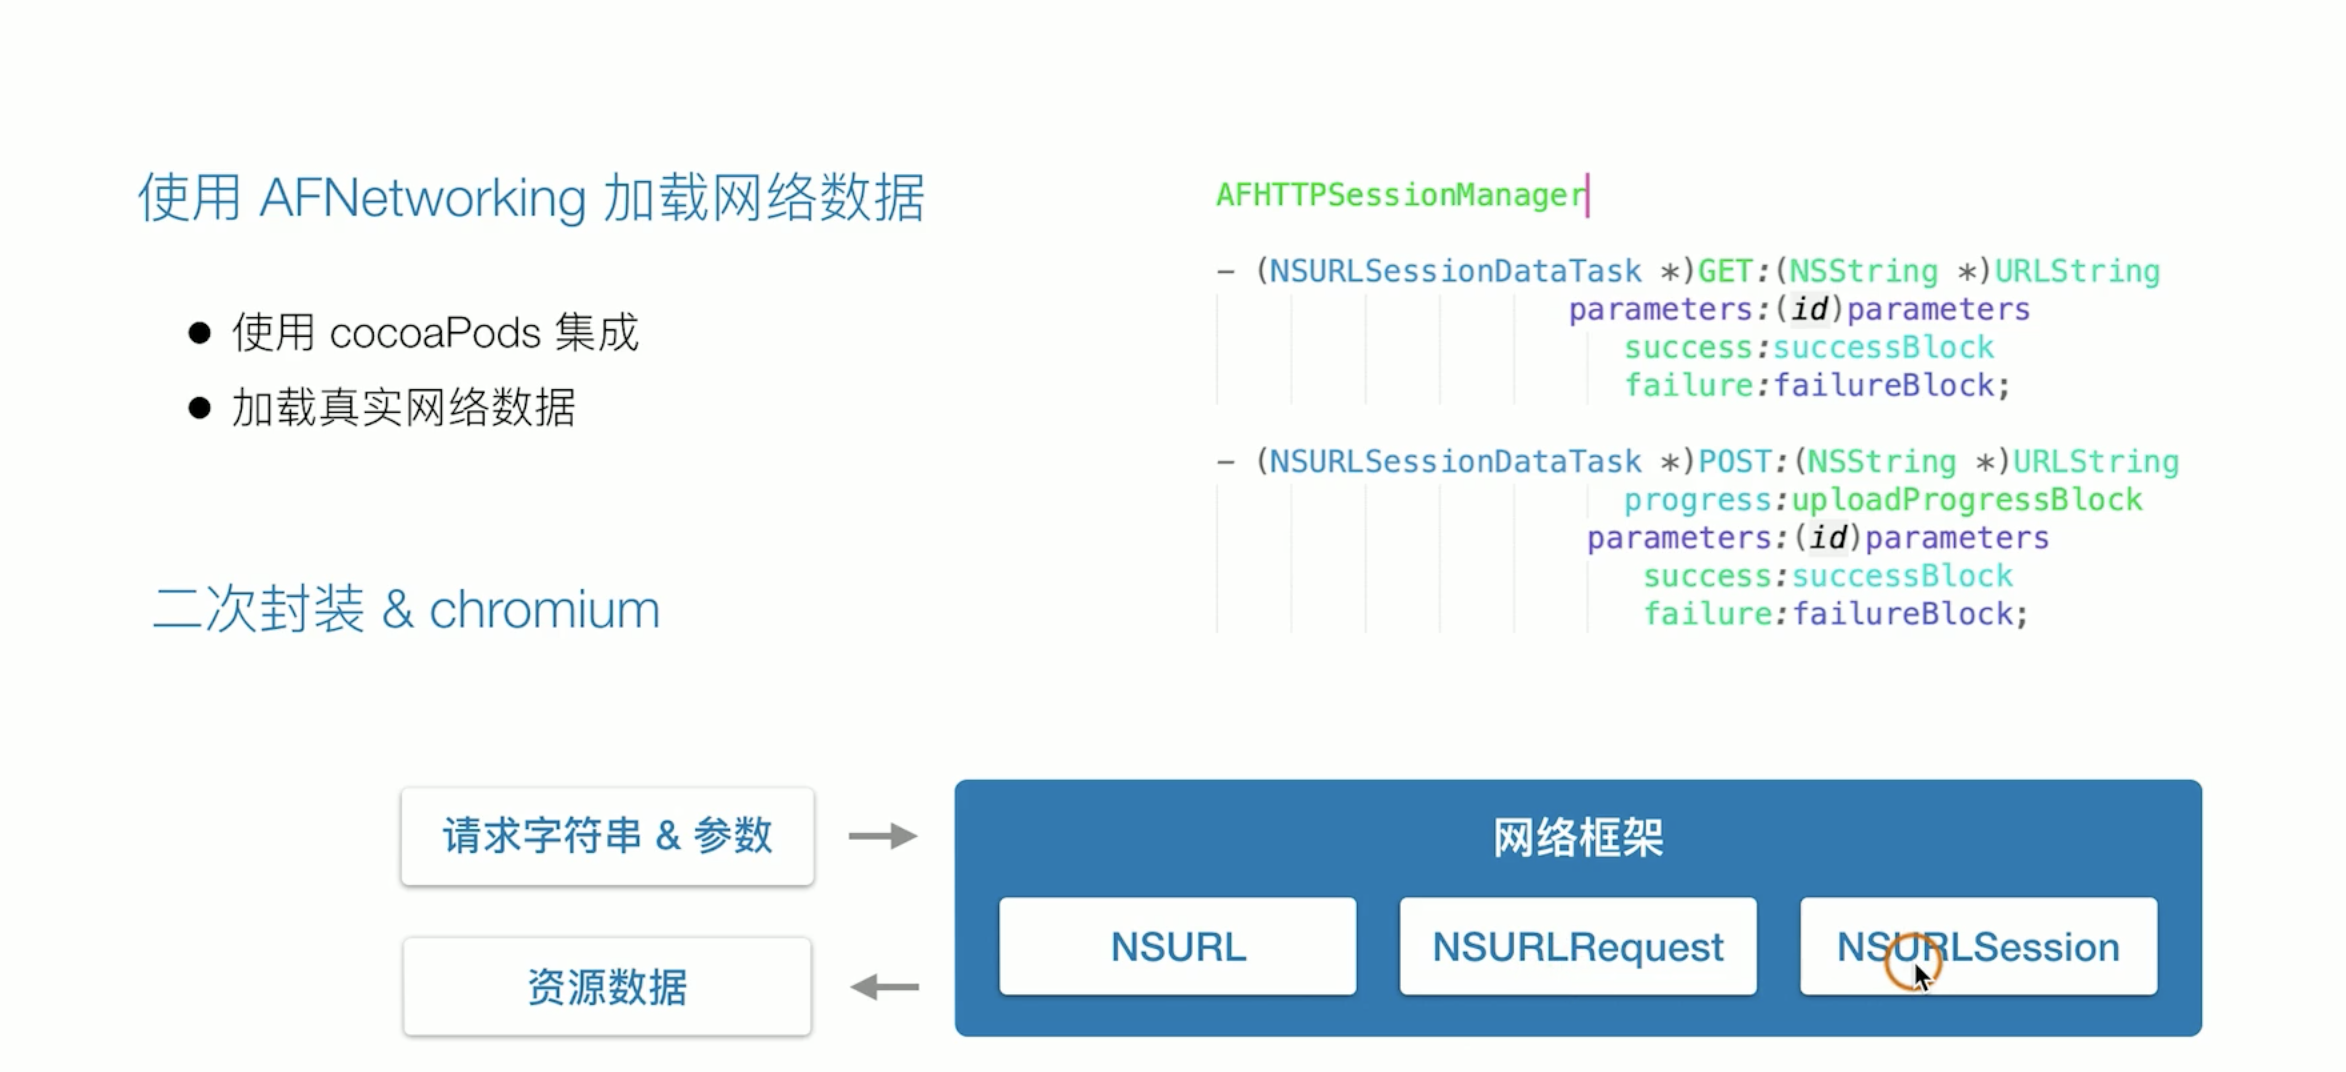 使用 AFNetworking 加载网络数据
● 使用 cocoaPods 集成
● 加载真实网络数据
二次封装 & chromium
AFHTTPSessionManager
- (NSURLSessionDataTask *)GET:(NSString *)URLString
parameters:(id)parameters
success:successBlock
failure:failureBlock;
- (NSURLSessionDataTask *)POST:(NSString *)URLString
progress:uploadProgressBlock
parameters:(id)parameters
success:successBlock
failure:failureBlock;
请求字符串 & 参数
资源数据
网络框架
NSURL
NSURLRequest
NSURLSession